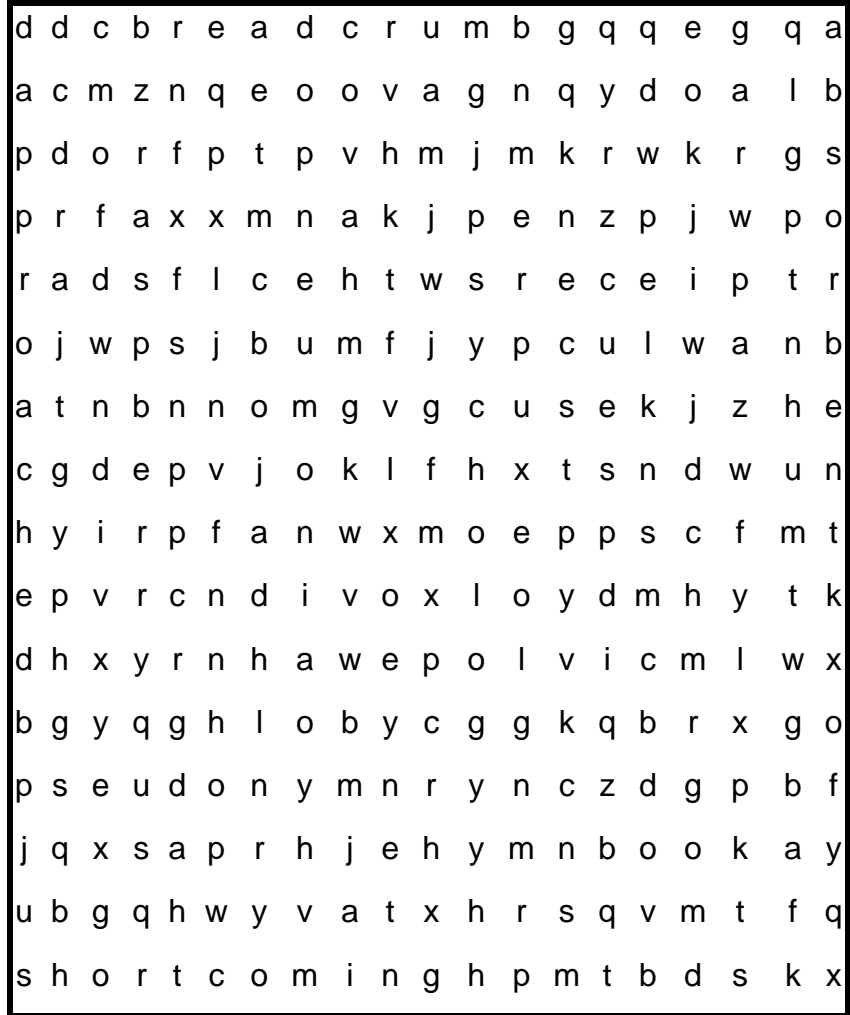 d d c b r e a d c r u m b g q q e g q a
a c m z n q e o o v a g n q y d o a l b
p d o r f p t p v h m j m k r w k r g s
p r f a x x m n a k j p e n z p j w p o
r a d s f l c e h t w s r e c e i p t r
o j w p s j b u m f j y p c u l w a n b
a t n b n n o m g v g c u s e k j z h e
c g d e p v j o k l f h x t s n d w u n
h y i r p f a n w x m o e p p s c f m t
e p v r c n d i v o x l o y d m h y t k
d h x y r n h a w e p o l v i c m l w x
b g y q g h l o b y c g g k q b r x g o
p s e u d o n y m n r y n c z d g p b f
j q x s a p r h j e h y m n b o o k a y
u b g q h w y v a t x h r s q v m t f q
s h o r t c o m i n g h p m t b d s k x